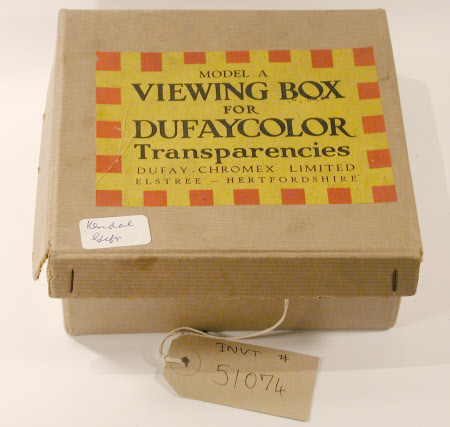 MODEL A
VIEWING BOX
FOR
DUFAYCOLOR
Transparencies
DUFAY-CHROMEX LIMITED
ELSTREE – HERTFORDSHIRE
Kendal
INVT #
51074